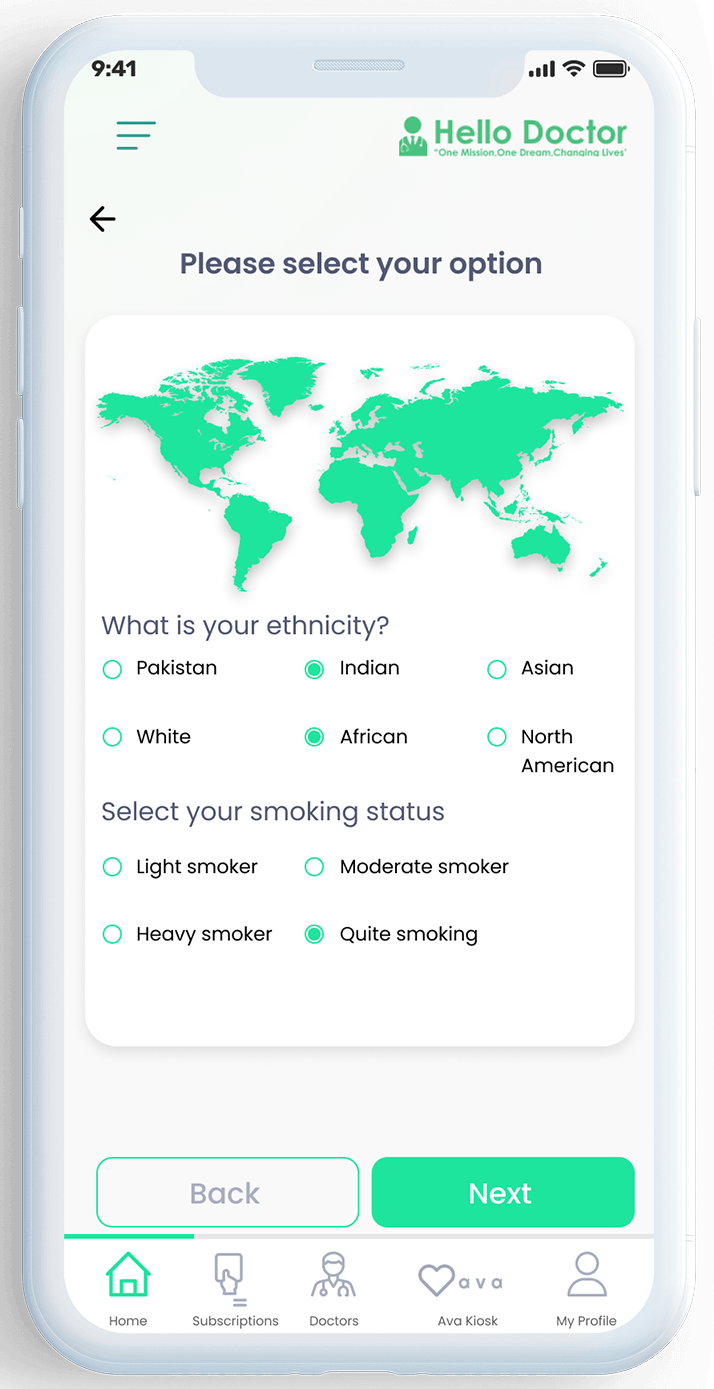 9:41
Hello Doctor
"One Mission,One Dream,Changing Lives"
Please select your option
What is your ethnicity?
Pakistan Indian Asian
White African North
American
Select your smoking status
Light smoker Moderate smoker
Heavy smoker Quite smoking
Back Next
ava
Home Subscriptions Doctors Ava Kiosk My Profile